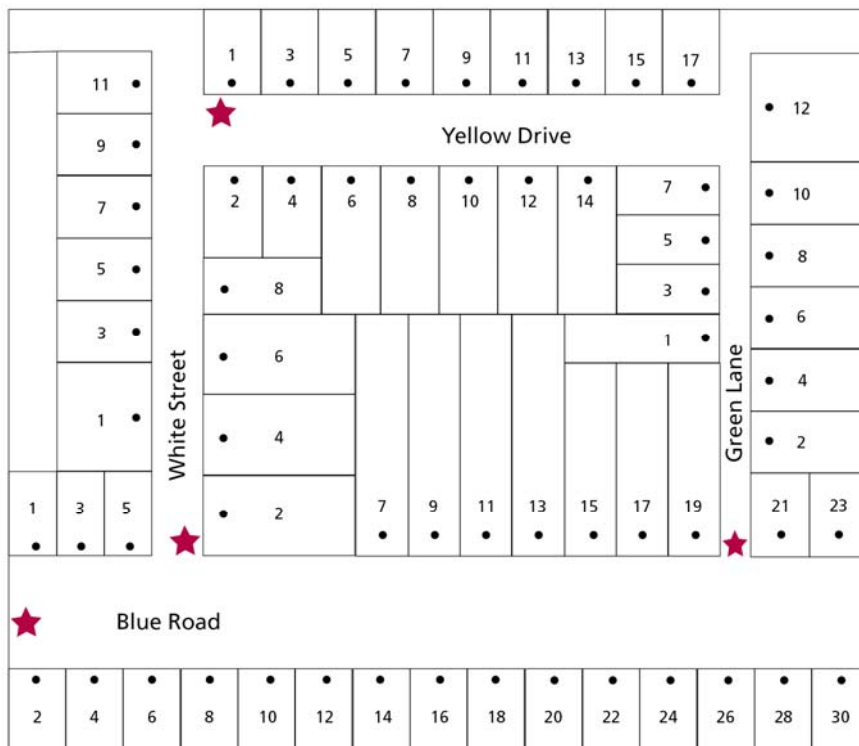 1 3 5 7 9 11 13 15 17
11
12
9
Yellow Drive
2 4 6 8 10 12 14
7
7
10
5
5
8
8
3
3
6
6
1
White Street
Green Lane
4
1
4
2
2
1 3 5
7 9 11 13 15 17 19
21 23
Blue Road
2 4 6 8 10 12 14 16 18 20 22 24 26 28 30